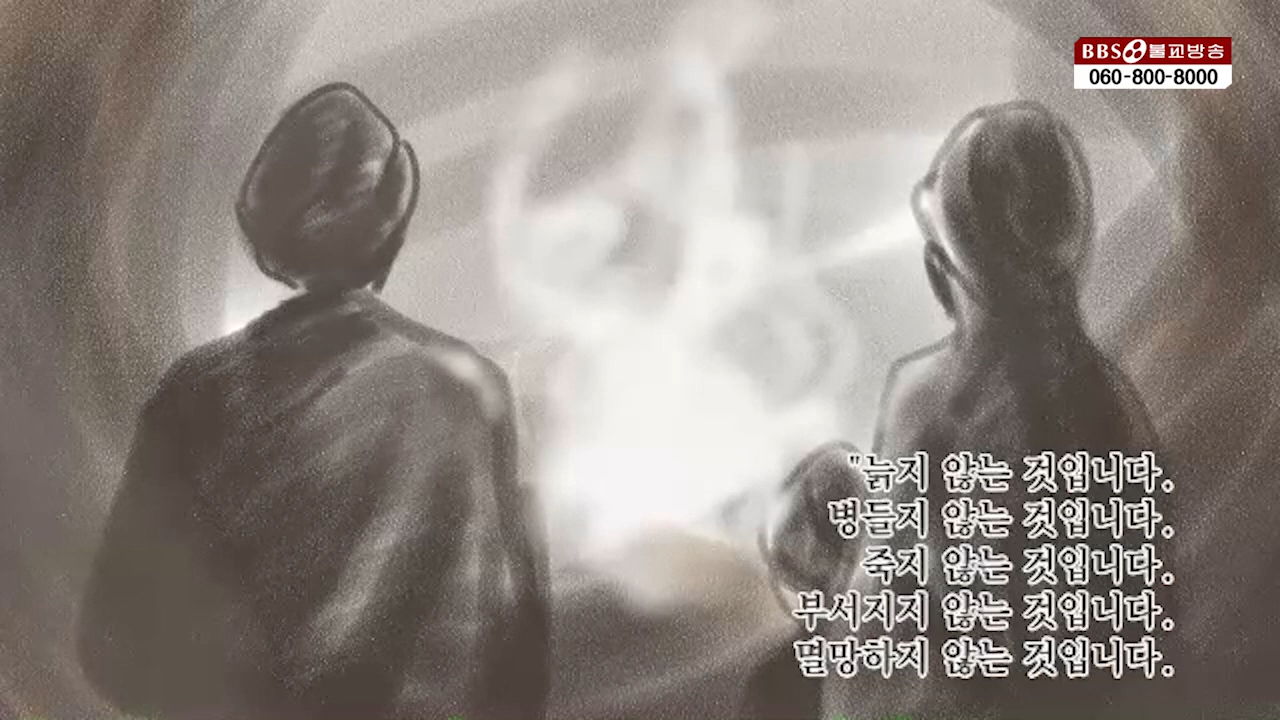 BBS 불교방송
060-800-8000
"늙지 않는 것입니다.
병들지 않는 것입니다.
죽지 않는 것입니다.
부서지지 않는 것입니다.
멸망하지 않는 것입니다.